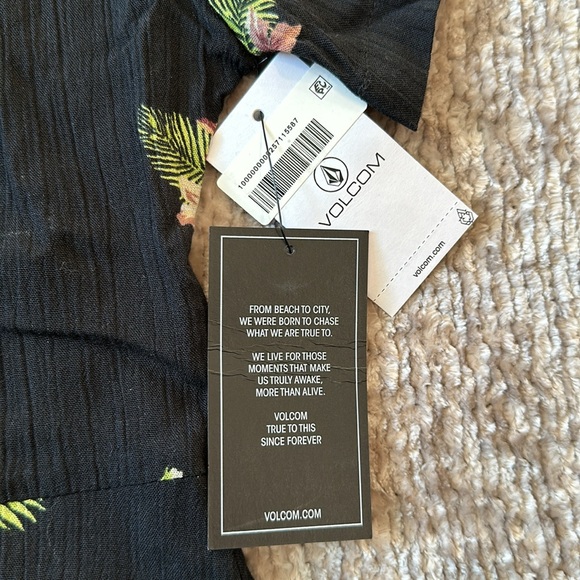 1000000009257115587
VOLCOM
volcom.com
FROM BEACH TO CITY,
WE WERE BORN TO CHASE
WHAT WE ARE TRUE TO.
WE LIVE FOR THOSE
MOMENTS THAT MAKE
US TRULY AWAKE,
MORE THAN ALIVE.
VOLCOM
TRUE TO THIS
SINCE FOREVER
VOLCOM.COM